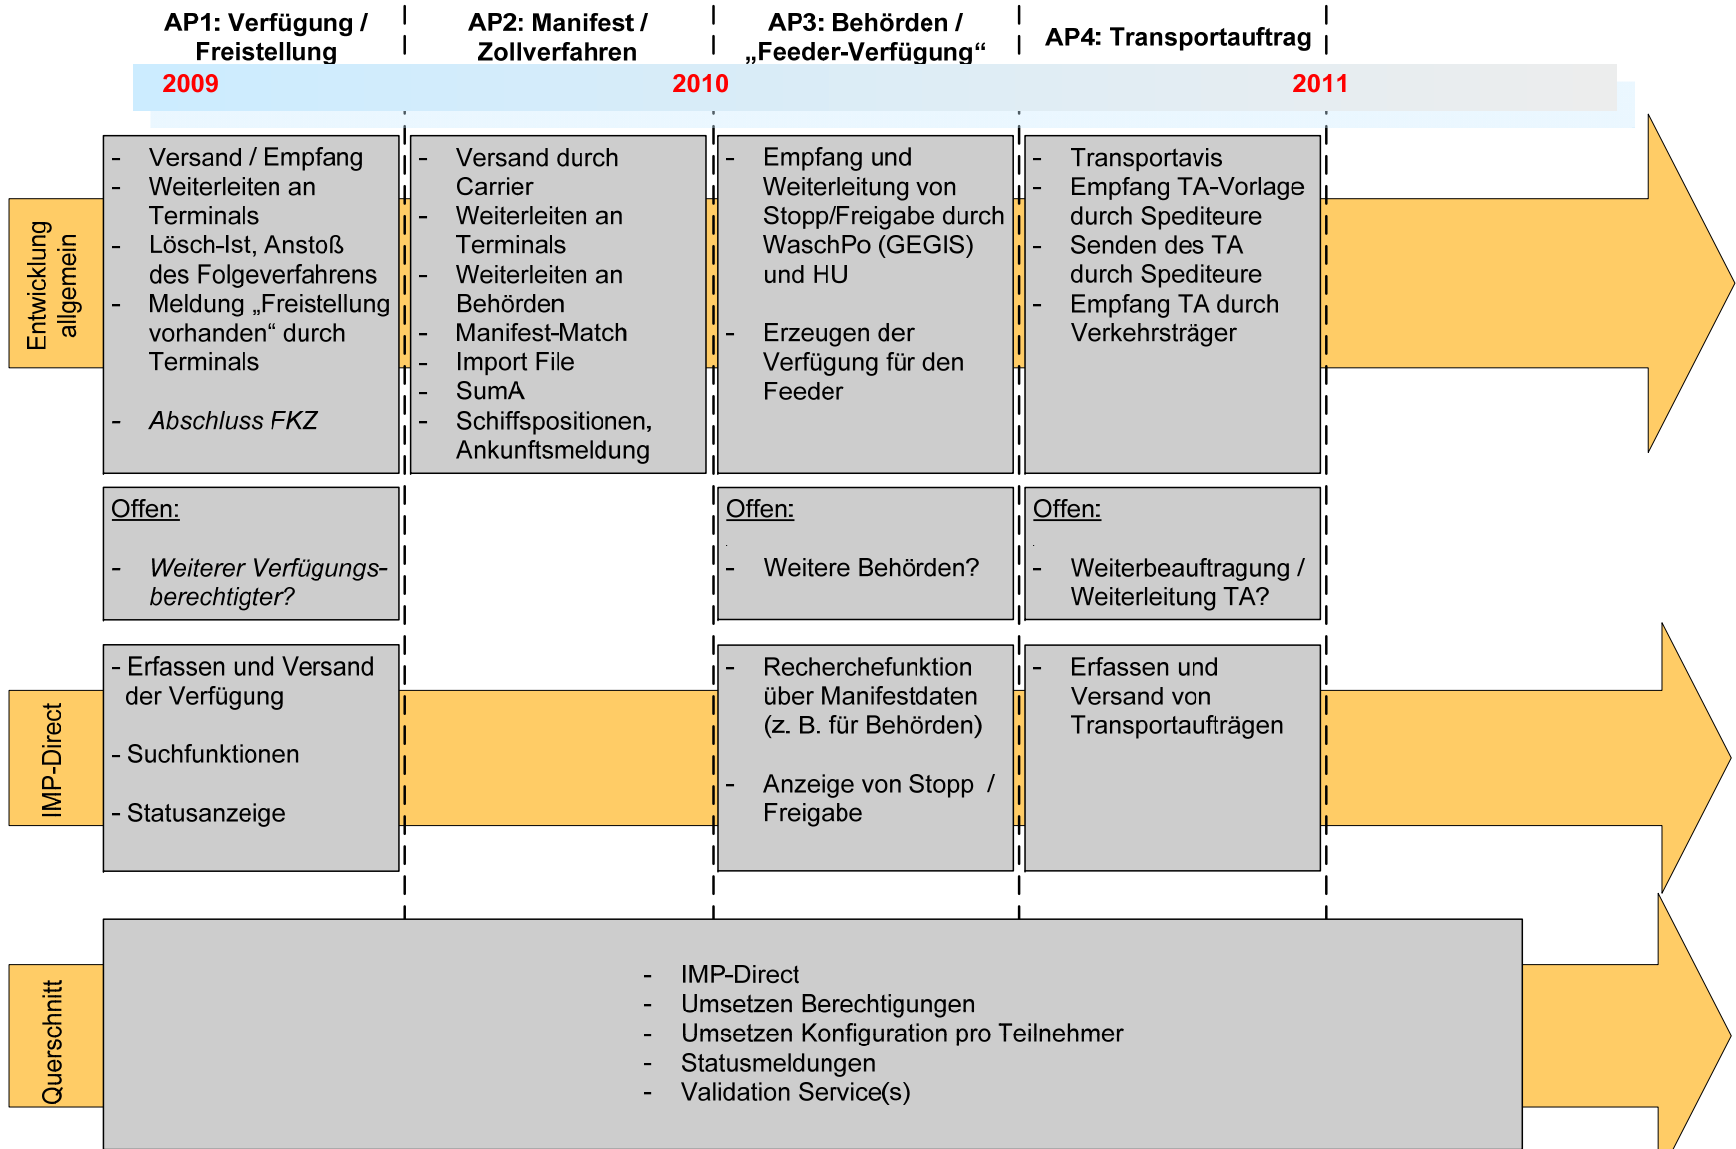 AP1: Verfügung /
Freistellung
AP2: Manifest /
Zollverfahren
AP3: Behörden /
„Feeder-Verfügung“
AP4: Transportauftrag
2009
2010
2011
Entwicklung
allgemein
- Versand / Empfang
- Weiterleiten an
Terminals
- Lösch-Ist, Anstoß
des Folgeverfahrens
- Meldung „Freistellung
vorhanden“ durch
Terminals
- Abschluss FKZ
- Versand durch
Carrier
- Weiterleiten an
Terminals
- Weiterleiten an
Behörden
- Manifest-Match
- Import File
- SumA
- Schiffspositionen,
Ankunftsmeldung
- Empfang und
Weiterleitung von
Stopp/Freigabe durch
WaschPo (GEGIS)
und HU
- Erzeugen der
Verfügung für den
Feeder
- Transportavis
- Empfang TA-Vorlage
durch Spediteure
- Senden des TA
durch Spediteure
- Empfang TA durch
Verkehrsträger
Offen:
- Weiterer Verfügungs-
berechtigter?
Offen:
- Weitere Behörden?
Offen:
- Weiterbeauftragung /
Weiterleitung TA?
IMP-Direct
- Erfassen und Versand
der Verfügung
- Suchfunktionen
- Statusanzeige
- Recherchefunktion
über Manifestdaten
(z. B. für Behörden)
- Anzeige von Stopp /
Freigabe
- Erfassen und
Versand von
Transportaufträgen
Querschnitt
- IMP-Direct
- Umsetzen Berechtigungen
- Umsetzen Konfiguration pro Teilnehmer
- Statusmeldungen
- Validation Service(s)